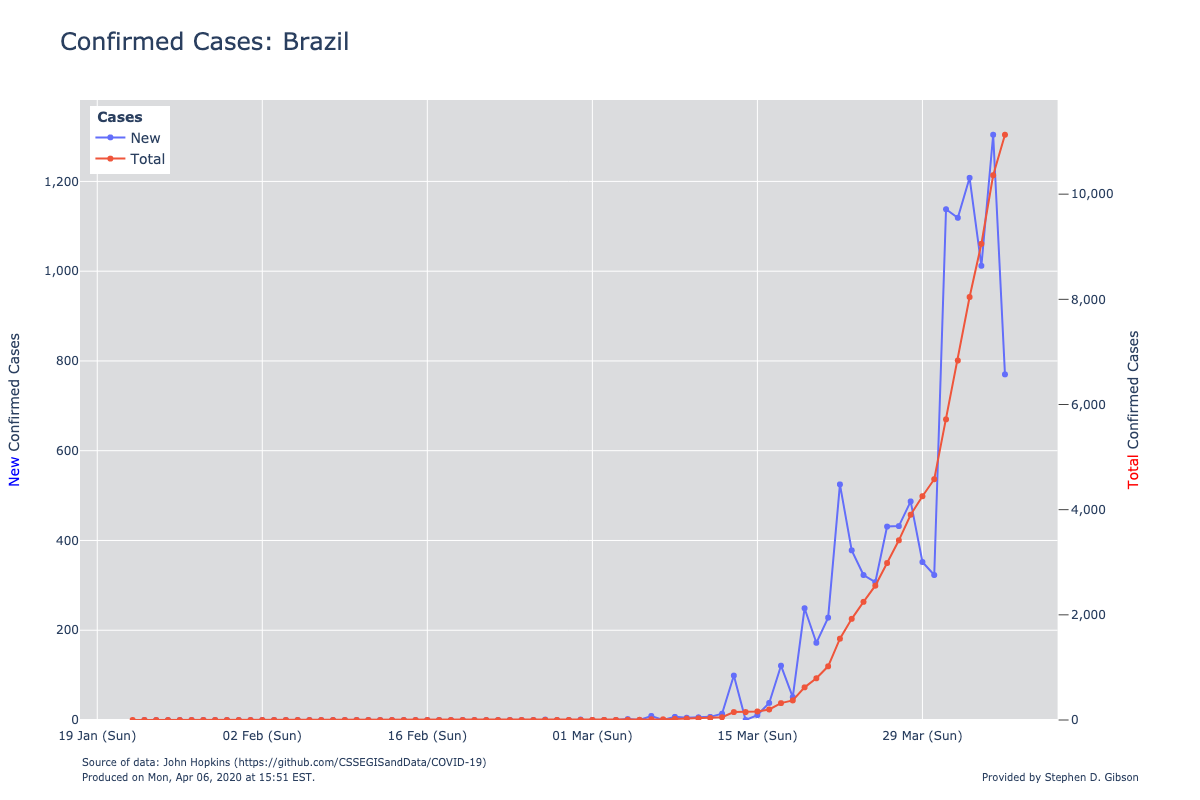 Confirmed Cases: Brazil
Cases
New
Total
1,200
1,000
800
600
400
200
0
New Confirmed Cases
10,000
8,000
6,000
4,000
2,000
0
Total Confirmed Cases
19 Jan (Sun) 02 Feb (Sun) 16 Feb (Sun) 01 Mar (Sun) 15 Mar (Sun) 29 Mar (Sun)
Source of data: John Hopkins (https://github.com/CSSEGISandData/COVID-19)
Produced on Mon, Apr 06, 2020 at 15:51 EST.
Provided by Stephen D. Gibson